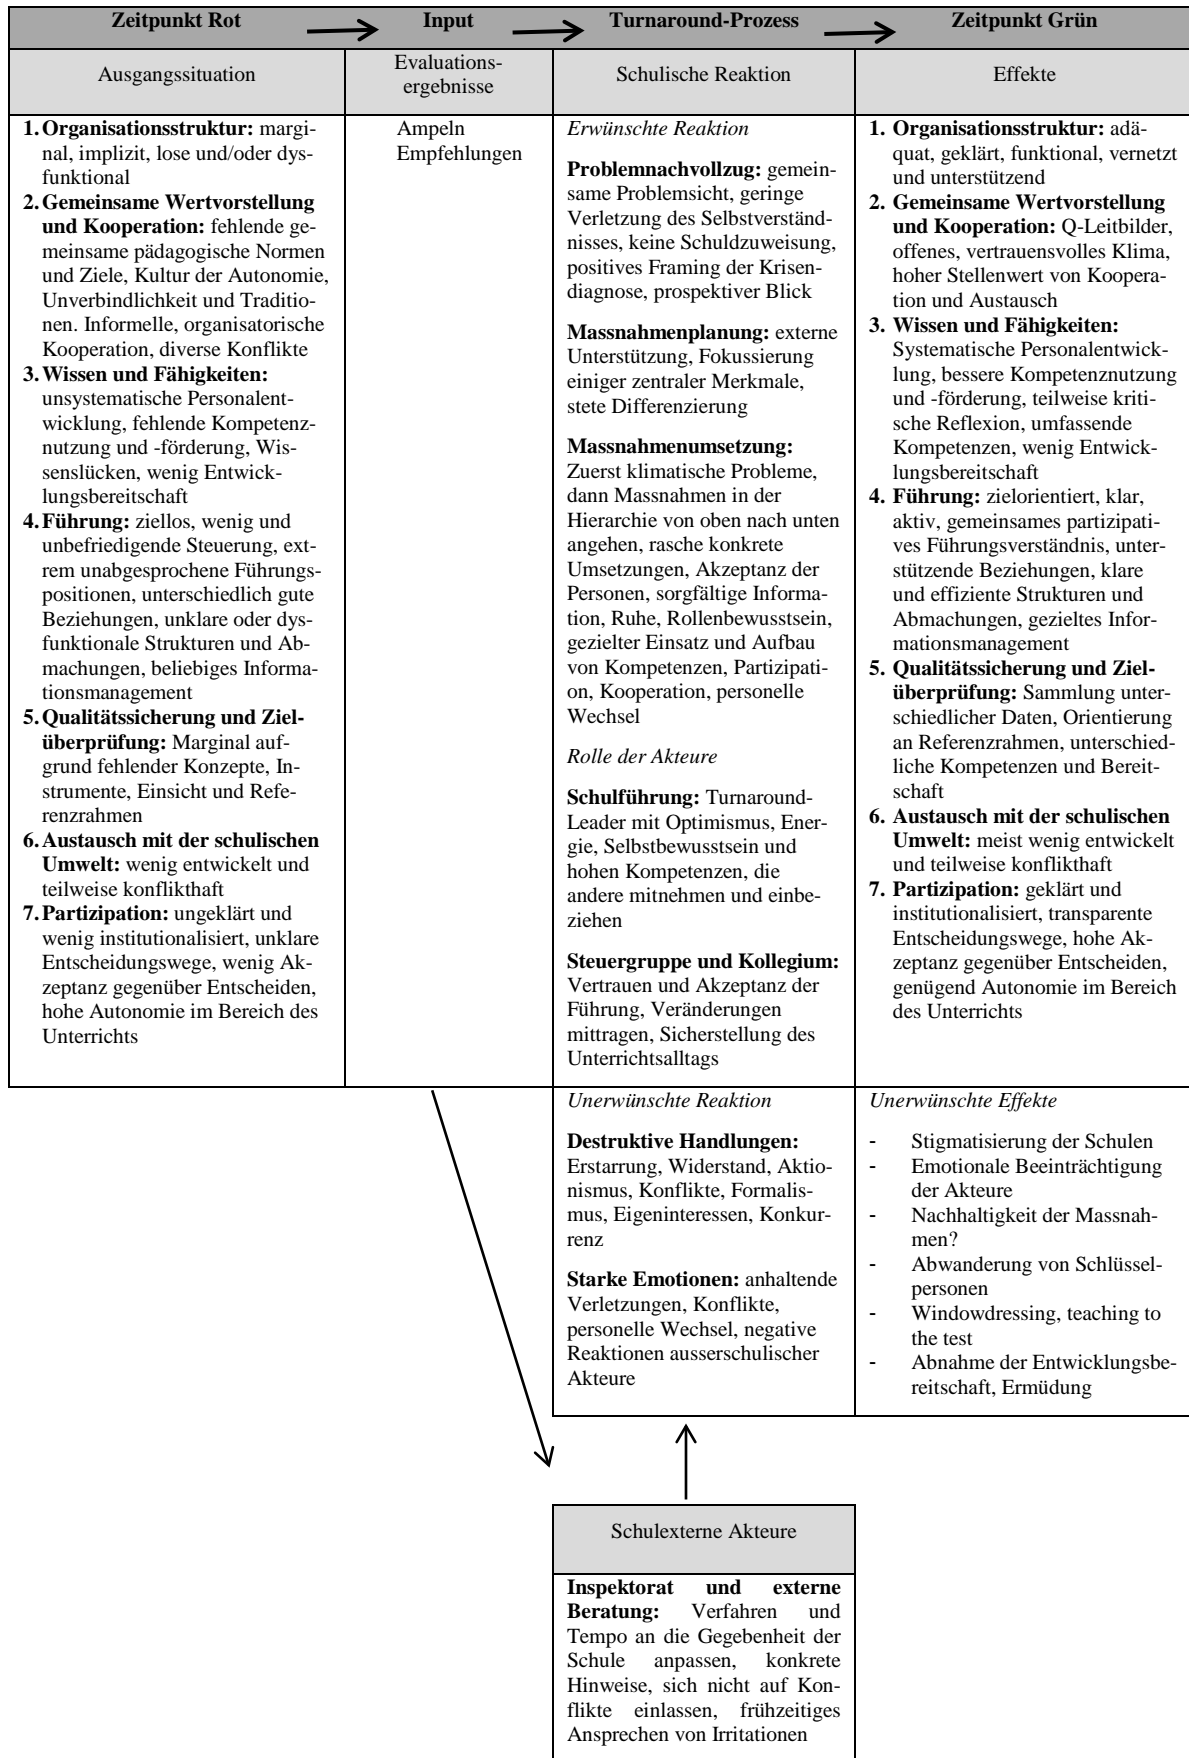 Zeitpunkt Rot
Input
Turnaround-Prozess
Zeitpunkt Grün
Ausgangssituation
Evaluations-
ergebnisse
Schulische Reaktion
Effekte
1. Organisationsstruktur: margi-
nal, implizit, lose und/oder dys-
funktional
2. Gemeinsame Wertvorstellung
und Kooperation: fehlende ge-
meinsame pädagogische Normen
und Ziele, Kultur der Autonomie,
Unverbindlichkeit und Traditio-
nen. Informelle, organisatorische
Kooperation, diverse Konflikte
3. Wissen und Fähigkeiten:
unsystematische Personalent-
wicklung, fehlende Kompetenz-
nutzung und -förderung, Wis-
senslücken, wenig Entwick-
lungsbereitschaft
4. Führung: ziellos, wenig und
unbefriedigende Steuerung, ext-
rem unabgesprochene Führungs-
positionen, unterschiedlich gute
Beziehungen, unklare oder dys-
funktionale Strukturen und Ab-
machungen, beliebiges Informa-
tionsmanagement
5. Qualitätssicherung und Ziel-
überprüfung: Marginal auf-
grund fehlender Konzepte, In-
strumente, Einsicht und Refe-
renzrahmen
6. Austausch mit der schulischen
Umwelt: wenig entwickelt und
teilweise konflikthaft
7. Partizipation: ungeklärt und
wenig institutionalisiert, unklare
Entscheidungswege, wenig Ak-
zeptanz gegenüber Entscheiden,
hohe Autonomie im Bereich des
Unterrichts
Ampeln
Empfehlungen
Erwünschte Reaktion
Problemnachvollzug: gemein-
same Problemsicht, geringe
Verletzung des Selbstverständ-
nisses, keine Schuldzuweisung,
positives Framing der Krisen-
diagnose, prospektiver Blick
Massnahmenplanung: externe
Unterstützung, Fokussierung
einiger zentraler Merkmale,
stete Differenzierung
Massnahmenumsetzung:
Zuerst klimatische Probleme,
dann Massnahmen in der
Hierarchie von oben nach unten
angehen, rasche konkrete
Umsetzungen, Akzeptanz der
Personen, sorgfältige Informa-
tion, Ruhe, Rollenbewusstsein,
gezielter Einsatz und Aufbau
von Kompetenzen, Partizipati-
on, Kooperation, personelle
Wechsel
Rolle der Akteure
Schulführung: Turnaround-
Leader mit Optimismus, Ener-
gie, Selbstbewusstsein und
hohen Kompetenzen, die
andere mitnehmen und einbe-
ziehen
Steuergruppe und Kollegium:
Vertrauen und Akzeptanz der
Führung, Veränderungen
mittragen, Sicherstellung des
Unterrichtsalltags
1. Organisationsstruktur: adä-
quat, geklärt, funktional, vernetzt
und unterstützend
2. Gemeinsame Wertvorstellung
und Kooperation: Q-Leitbilder,
offenes, vertrauensvolles Klima,
hoher Stellenwert von Koopera-
tion und Austausch
3. Wissen und Fähigkeiten:
Systematische Personalentwick-
lung, bessere Kompetenznutzung
und -förderung, teilweise kriti-
sche Reflexion, umfassende
Kompetenzen, wenig Entwick-
lungsbereitschaft
4. Führung: zielorientiert, klar,
aktiv, gemeinsames partizipati-
ves Führungsverständnis, unter-
stützende Beziehungen, klare
und effiziente Strukturen und
Abmachungen, gezieltes Infor-
mationsmanagement
5. Qualitätssicherung und Ziel-
überprüfung: Sammlung unter-
schiedlicher Daten, Orientierung
an Referenzrahmen, unterschied-
liche Kompetenzen und Bereit-
schaft
6. Austausch mit der schulischen
Umwelt: meist wenig entwickelt
und teilweise konflikthaft
7. Partizipation: geklärt und
institutionalisiert, transparente
Entscheidungswege, hohe Ak-
zeptanz gegenüber Entscheiden,
genügend Autonomie im Bereich
des Unterrichts
Unerwünschte Reaktion
Destruktive Handlungen:
Erstarrung, Widerstand, Aktio-
nismus, Konflikte, Formalis-
mus, Eigeninteressen, Konkur-
renz
Starke Emotionen: anhaltende
Verletzungen, Konflikte,
personelle Wechsel, negative
Reaktionen ausserschulischer
Akteure
Unerwünschte Effekte
- Stigmatisierung der Schulen
- Emotionale Beeinträchtigung
der Akteure
- Nachhaltigkeit der Massnah-
men?
- Abwanderung von Schlüssel-
personen
- Windowdressing, teaching to
the test
- Abnahme der Entwicklungsbe-
reitschaft, Ermüdung
Schulexterne Akteure
Inspektorat und externe
Beratung: Verfahren und
Tempo an die Gegebenheit der
Schule anpassen, konkrete
Hinweise, sich nicht auf Kon-
flikte einlassen, frühzeitiges
Ansprechen von Irritationen